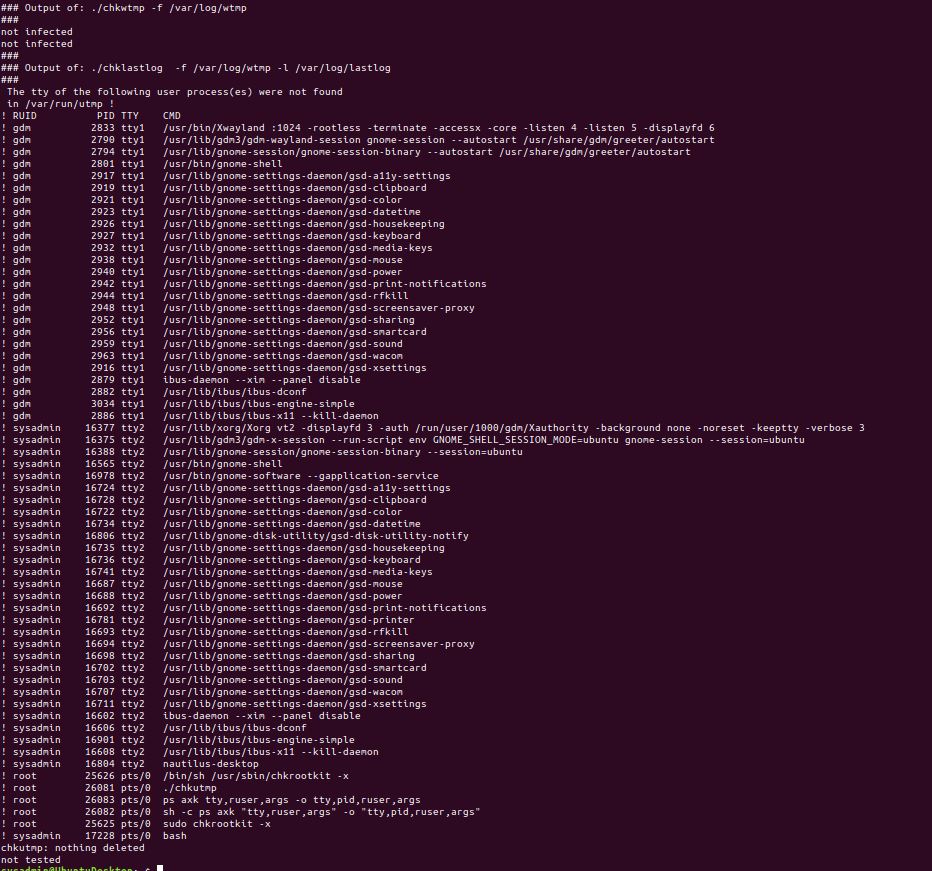 ### Output of: ./chkwtmp -f /var/log/wtmp
###
not infected
not infected
###
### Output of: ./chklastlog  -f /var/log/wtmp -l /var/log/lastlog
###
 The tty of the following user process(es) were not found
 in /var/run/utmp !
! RUID          PID TTY    CMD
! gdm          2833 tty1   /usr/bin/Xwayland :1024 -rootless -terminate -accessx -core -listen 4 -listen 5 -displayfd 6
! gdm          2790 tty1   /usr/lib/gdm3/gdm-wayland-session gnome-session --autostart /usr/share/gdm/greeter/autostart
! gdm          2794 tty1   /usr/lib/gnome-session/gnome-session-binary --autostart /usr/share/gdm/greeter/autostart
! gdm          2801 tty1   /usr/bin/gnome-shell
! gdm          2917 tty1   /usr/lib/gnome-settings-daemon/gsd-a11y-settings
! gdm          2919 tty1   /usr/lib/gnome-settings-daemon/gsd-clipboard
! gdm          2921 tty1   /usr/lib/gnome-settings-daemon/gsd-color
! gdm          2923 tty1   /usr/lib/gnome-settings-daemon/gsd-datetime
! gdm          2926 tty1   /usr/lib/gnome-settings-daemon/gsd-housekeeping
! gdm          2927 tty1   /usr/lib/gnome-settings-daemon/gsd-keyboard
! gdm          2932 tty1   /usr/lib/gnome-settings-daemon/gsd-media-keys
! gdm          2938 tty1   /usr/lib/gnome-settings-daemon/gsd-mouse
! gdm          2940 tty1   /usr/lib/gnome-settings-daemon/gsd-power
! gdm          2942 tty1   /usr/lib/gnome-settings-daemon/gsd-print-notifications
! gdm          2944 tty1   /usr/lib/gnome-settings-daemon/gsd-rfkill
! gdm          2948 tty1   /usr/lib/gnome-settings-daemon/gsd-screensaver-proxy
! gdm          2952 tty1   /usr/lib/gnome-settings-daemon/gsd-sharing
! gdm          2956 tty1   /usr/lib/gnome-settings-daemon/gsd-smartcard
! gdm          2959 tty1   /usr/lib/gnome-settings-daemon/gsd-sound
! gdm          2963 tty1   /usr/lib/gnome-settings-daemon/gsd-wacom
! gdm          2916 tty1   /usr/lib/gnome-settings-daemon/gsd-xsettings
! gdm          2879 tty1   ibus-daemon --xim --panel disable
! gdm          2882 tty1   /usr/lib/ibus/ibus-dconf
! gdm          3034 tty1   /usr/lib/ibus/ibus-engine-simple
! gdm          2886 tty1   /usr/lib/ibus/ibus-x11 --kill-daemon
! sysadmin    16377 tty2   /usr/lib/xorg/Xorg vt2 -displayfd 3 -auth /run/user/1000/gdm/Xauthority -background none -noreset -keeptty -verbose 3
! sysadmin    16375 tty2   /usr/lib/gdm3/gdm-x-session --run-script env GNOME_SHELL_SESSION_MODE=ubuntu gnome-session --session=ubuntu
! sysadmin    16388 tty2   /usr/lib/gnome-session/gnome-session-binary --session=ubuntu
! sysadmin    16565 tty2   /usr/bin/gnome-shell
! sysadmin    16978 tty2   /usr/bin/gnome-software --gapplication-service
! sysadmin    16724 tty2   /usr/lib/gnome-settings-daemon/gsd-a11y-settings
! sysadmin    16728 tty2   /usr/lib/gnome-settings-daemon/gsd-clipboard
! sysadmin    16722 tty2   /usr/lib/gnome-settings-daemon/gsd-color
! sysadmin    16734 tty2   /usr/lib/gnome-settings-daemon/gsd-datetime
! sysadmin    16806 tty2   /usr/lib/gnome-disk-utility/gsd-disk-utility-notify
! sysadmin    16735 tty2   /usr/lib/gnome-settings-daemon/gsd-housekeeping
! sysadmin    16736 tty2   /usr/lib/gnome-settings-daemon/gsd-keyboard
! sysadmin    16741 tty2   /usr/lib/gnome-settings-daemon/gsd-media-keys
! sysadmin    16687 tty2   /usr/lib/gnome-settings-daemon/gsd-mouse
! sysadmin    16688 tty2   /usr/lib/gnome-settings-daemon/gsd-power
! sysadmin    16692 tty2   /usr/lib/gnome-settings-daemon/gsd-print-notifications
! sysadmin    16781 tty2   /usr/lib/gnome-settings-daemon/gsd-printer
! sysadmin    16693 tty2   /usr/lib/gnome-settings-daemon/gsd-rfkill
! sysadmin    16694 tty2   /usr/lib/gnome-settings-daemon/gsd-screensaver-proxy
! sysadmin    16698 tty2   /usr/lib/gnome-settings-daemon/gsd-sharing
! sysadmin    16702 tty2   /usr/lib/gnome-settings-daemon/gsd-smartcard
! sysadmin    16703 tty2   /usr/lib/gnome-settings-daemon/gsd-sound
! sysadmin    16707 tty2   /usr/lib/gnome-settings-daemon/gsd-wacom
! sysadmin    16711 tty2   /usr/lib/gnome-settings-daemon/gsd-xsettings
! sysadmin    16602 tty2   ibus-daemon --xim --panel disable
! sysadmin    16606 tty2   /usr/lib/ibus/ibus-dconf
! sysadmin    16901 tty2   /usr/lib/ibus/ibus-engine-simple
! sysadmin    16608 tty2   /usr/lib/ibus/ibus-x11 --kill-daemon
! sysadmin    16804 tty2   nautilus-desktop
! root        25626 pts/0  /bin/sh /usr/sbin/chkrootkit -x
! root        26081 pts/0  ./chkutmp
! root        26083 pts/0  ps axk tty,ruser,args -o tty,pid,ruser,args
! root        26082 pts/0  sh -c ps axk "tty,ruser,args" -o "tty,pid,ruser,args"
! root        25625 pts/0  sudo chkrootkit -x
! sysadmin    17228 pts/0  bash
chkutmp: nothing deleted
not tested
sysadmin@UbuntuDesktop: $